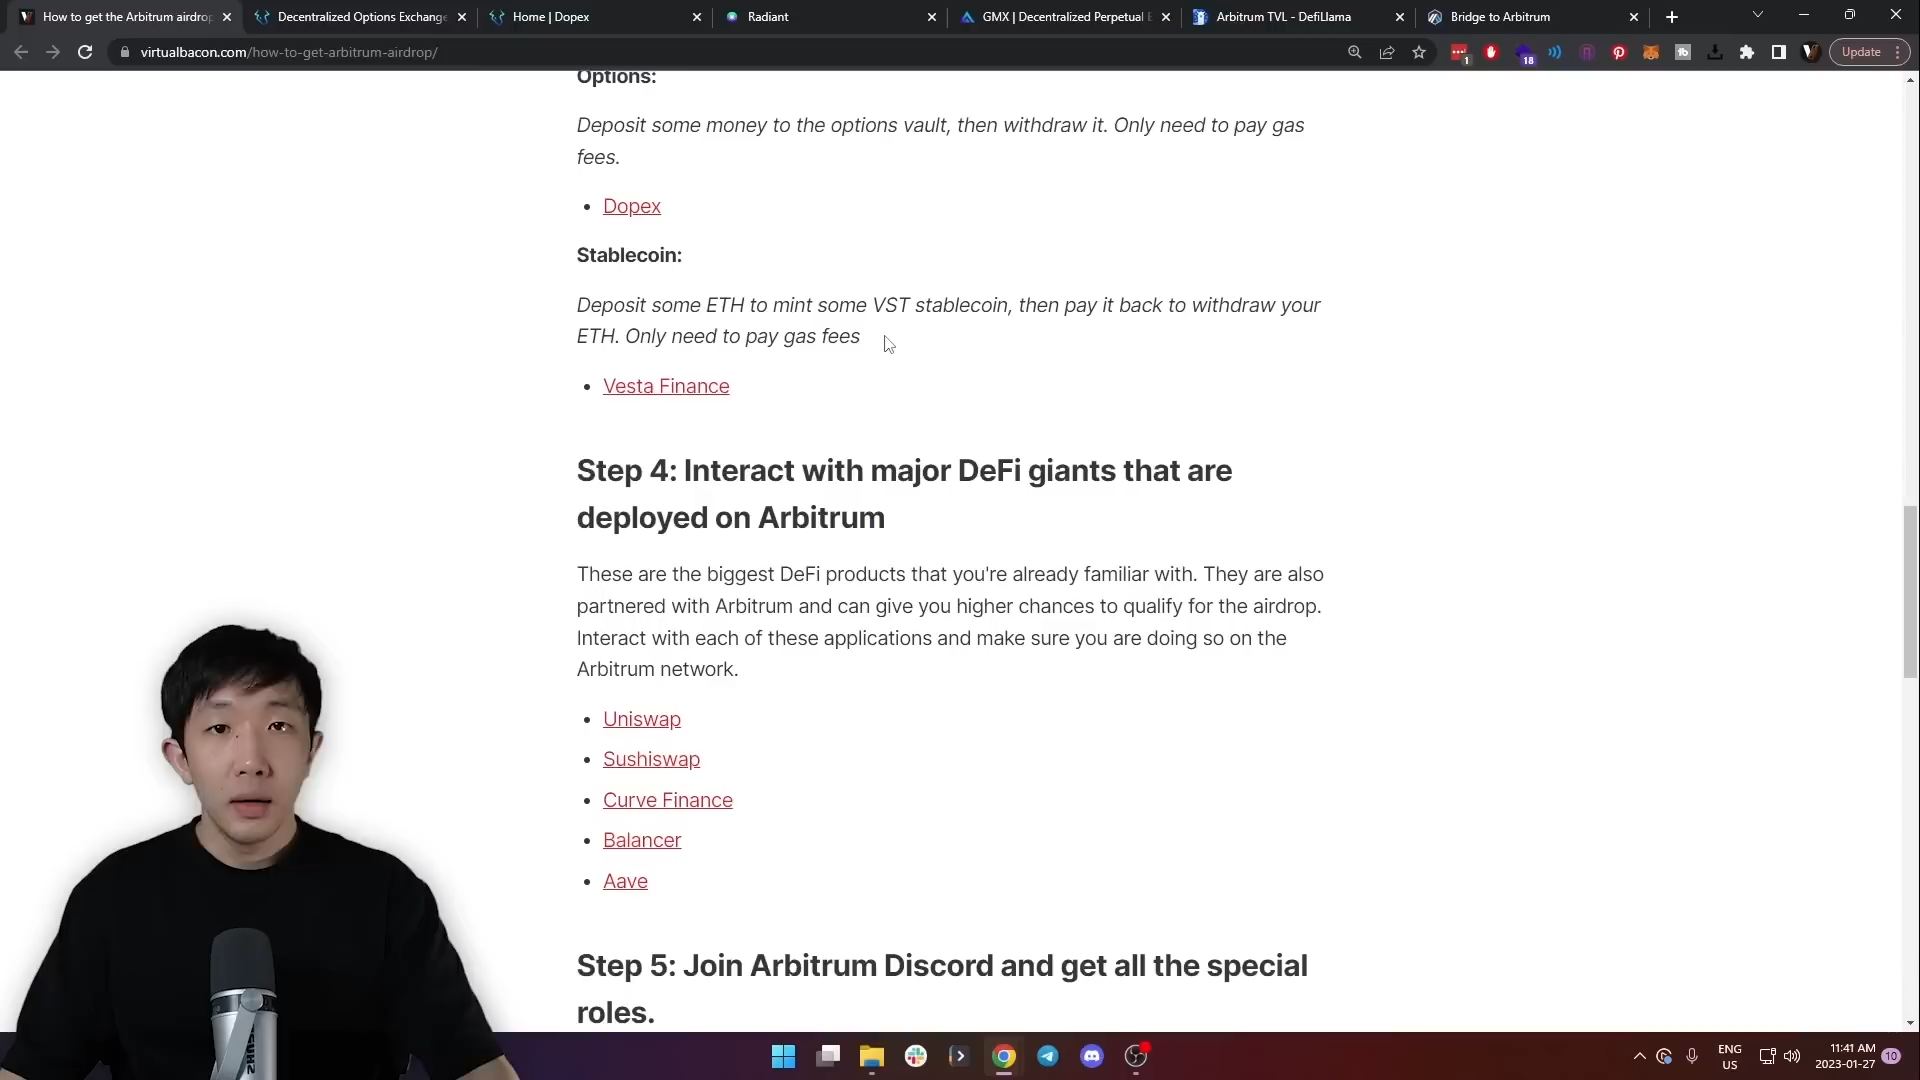 How to get the Arbitrum airdrop
Decentralized Options Exchange
Home | Dopex
Radiant
GMX | Decentralized Perpetual E
Arbitrum TVL - DefiLlama
Bridge to Arbitrum
virtualbacon.com/how-to-get-arbitrum-airdrop/
1
18
Update
Options:
Deposit some money to the options vault, then withdraw it. Only need to pay gas
fees.
• Dopex
Stablecoin:
Deposit some ETH to mint some VST stablecoin, then pay it back to withdraw your
ETH. Only need to pay gas fees
• Vesta Finance
Step 4: Interact with major DeFi giants that are
deployed on Arbitrum
These are the biggest DeFi products that you're already familiar with. They are also
partnered with Arbitrum and can give you higher chances to qualify for the airdrop.
Interact with each of these applications and make sure you are doing so on the
Arbitrum network.
• Uniswap
• Sushiswap
• Curve Finance
• Balancer
• Aave
Step 5: Join Arbitrum Discord and get all the special
roles.
ENG
US
11:41 AM
2023-01-27
10